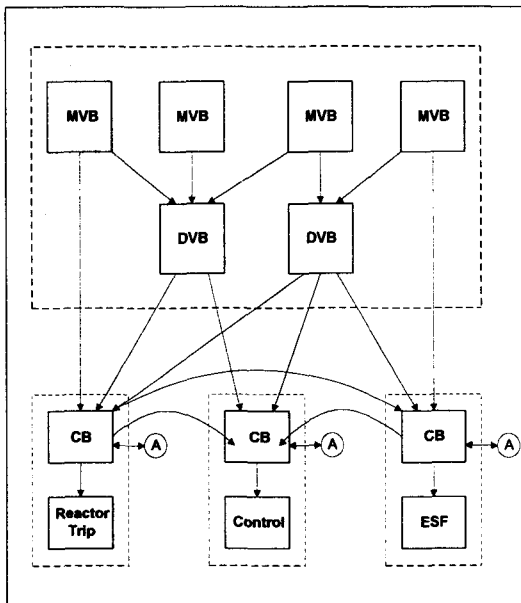 MVB
MVB
MVB
MVB
DVB
DVB
CB
A
CB
A
CB
A
Reactor
Trip
Control
ESF